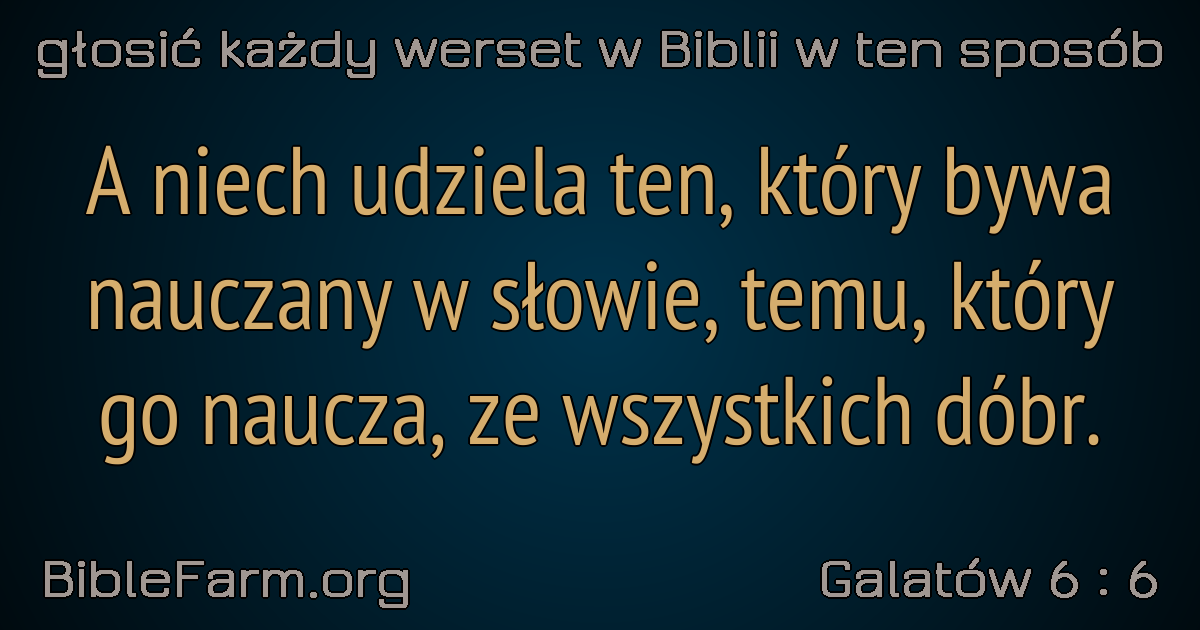 głosić każdy werset w Biblii w ten sposób
A niech udziela ten, który bywa
nauczany w słowie, temu, który
go naucza, ze wszystkich dóbr.
BibleFarm.org
Galatów 6 : 6